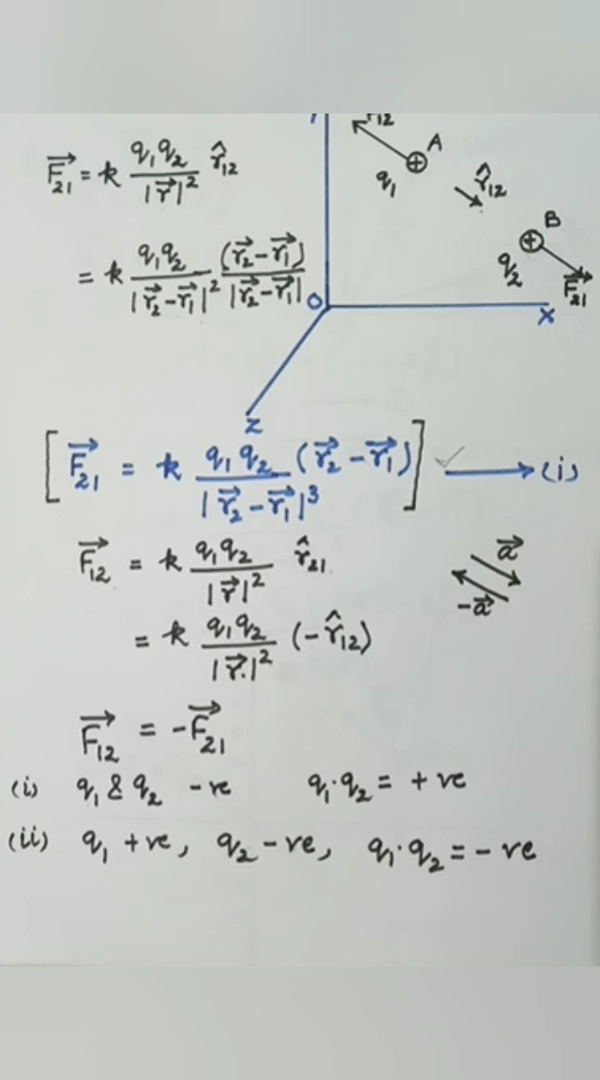 F⃗₂₁ = k q₁q₂ / |r⃗|² r̂₁₂
= k q₁q₂ / |r⃗₂ - r⃗₁|² (r⃗₂ - r⃗₁) / |r⃗₂ - r⃗₁|
A
q₁
r̂₁₂
B
q₂
F⃗₂₁
O
X
Z
[F⃗₂₁ = k q₁q₂ / |r⃗₂ - r⃗₁|³ (r⃗₂ - r⃗₁)] ✓ ⟶ (i)
F⃗₁₂ = k q₁q₂ / |r⃗|² r̂₂₁
a⃗
-a⃗
= k q₁q₂ / |r⃗|² (-r̂₁₂)
F⃗₁₂ = -F⃗₂₁
(i) q₁ & q₂ -ve q₁·q₂ = +ve
(ii) q₁ +ve, q₂ -ve, q₁·q₂ = -ve